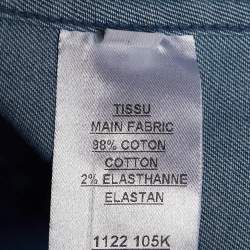 TISSU
MAIN FABRIC
98% COTON
COTTON
2% ELASTHANNE
ELASTAN
1122 105K